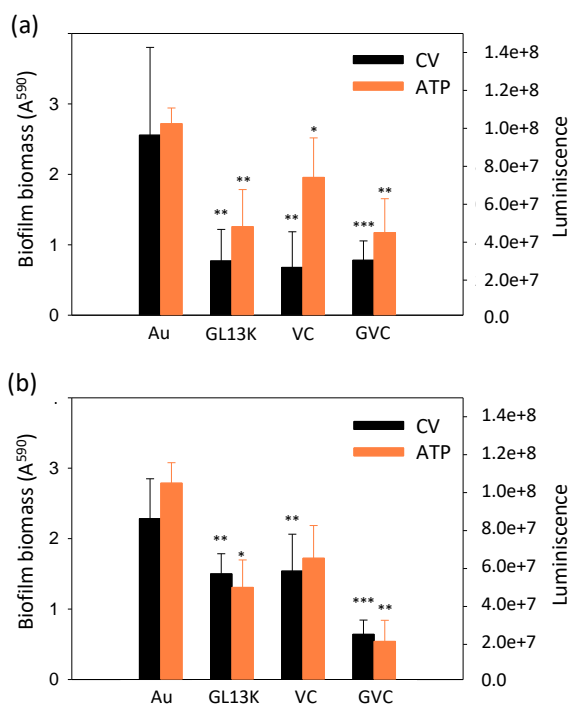 (a)
Biofilm biomass (A^590)
3
2
1
0
CV
ATP
1.4e+8
1.2e+8
1.0e+8
8.0e+7
6.0e+7
4.0e+7
2.0e+7
0.0
Luminiscence
** ** ** * *** **
Au GL13K VC GVC
(b)
Biofilm biomass (A^590)
3
2
1
0
CV
ATP
1.4e+8
1.2e+8
1.0e+8
8.0e+7
6.0e+7
4.0e+7
2.0e+7
0.0
Luminiscence
** * ** *** **
Au GL13K VC GVC